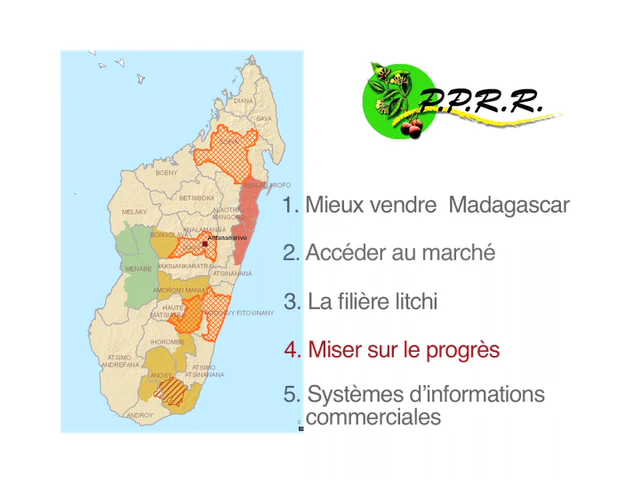 P.P.R.R.
DIANA
SAVA
SOFIA
BOENY
BETSIBOKA
MELAKY
ALAOTRA
MANGORO
ANALAMANGA
BONGOLAVA
Antananarivo
MENABE
VAKINANKARATRA
ATSINANANA
AMORON'I MANIA
HAUTE
MATSIATRA
VATOVAVY FITOVINANY
IHOROMBE
ATSIMO
ANDREFANA
ATSIMO
ATSINANANA
ANOSY
ANDROY
1. Mieux vendre Madagascar
2. Accéder au marché
3. La filière litchi
4. Miser sur le progrès
5. Systèmes d'informations
commerciales